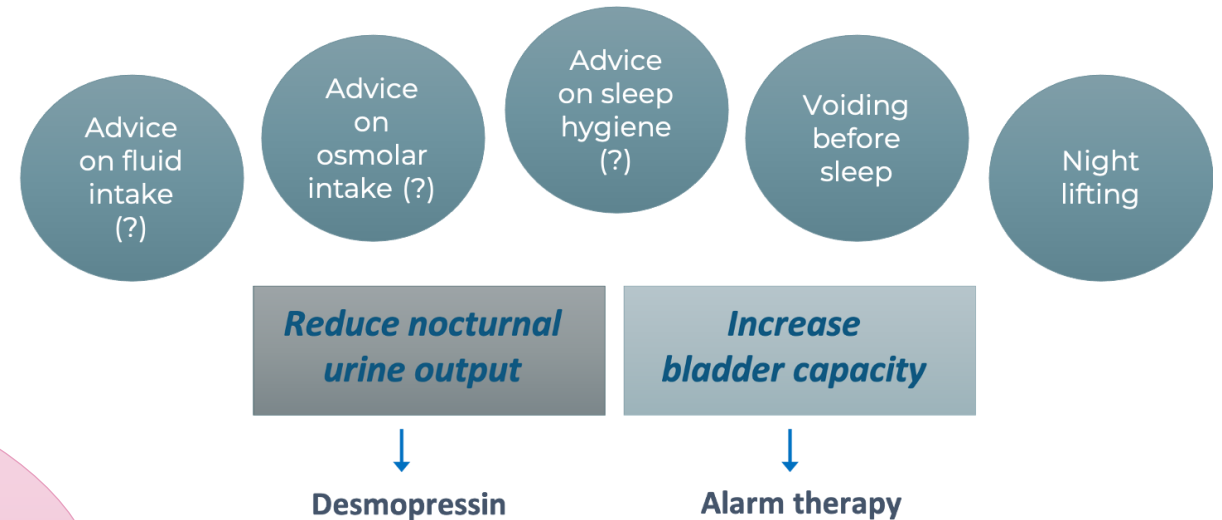 Advice
on fluid
intake
(?)
Advice
on
osmolar
intake (?)
Advice
on sleep
hygiene
(?)
Voiding
before
sleep
Night
lifting
Reduce nocturnal
urine output
Increase
bladder capacity
Desmopressin
Alarm therapy